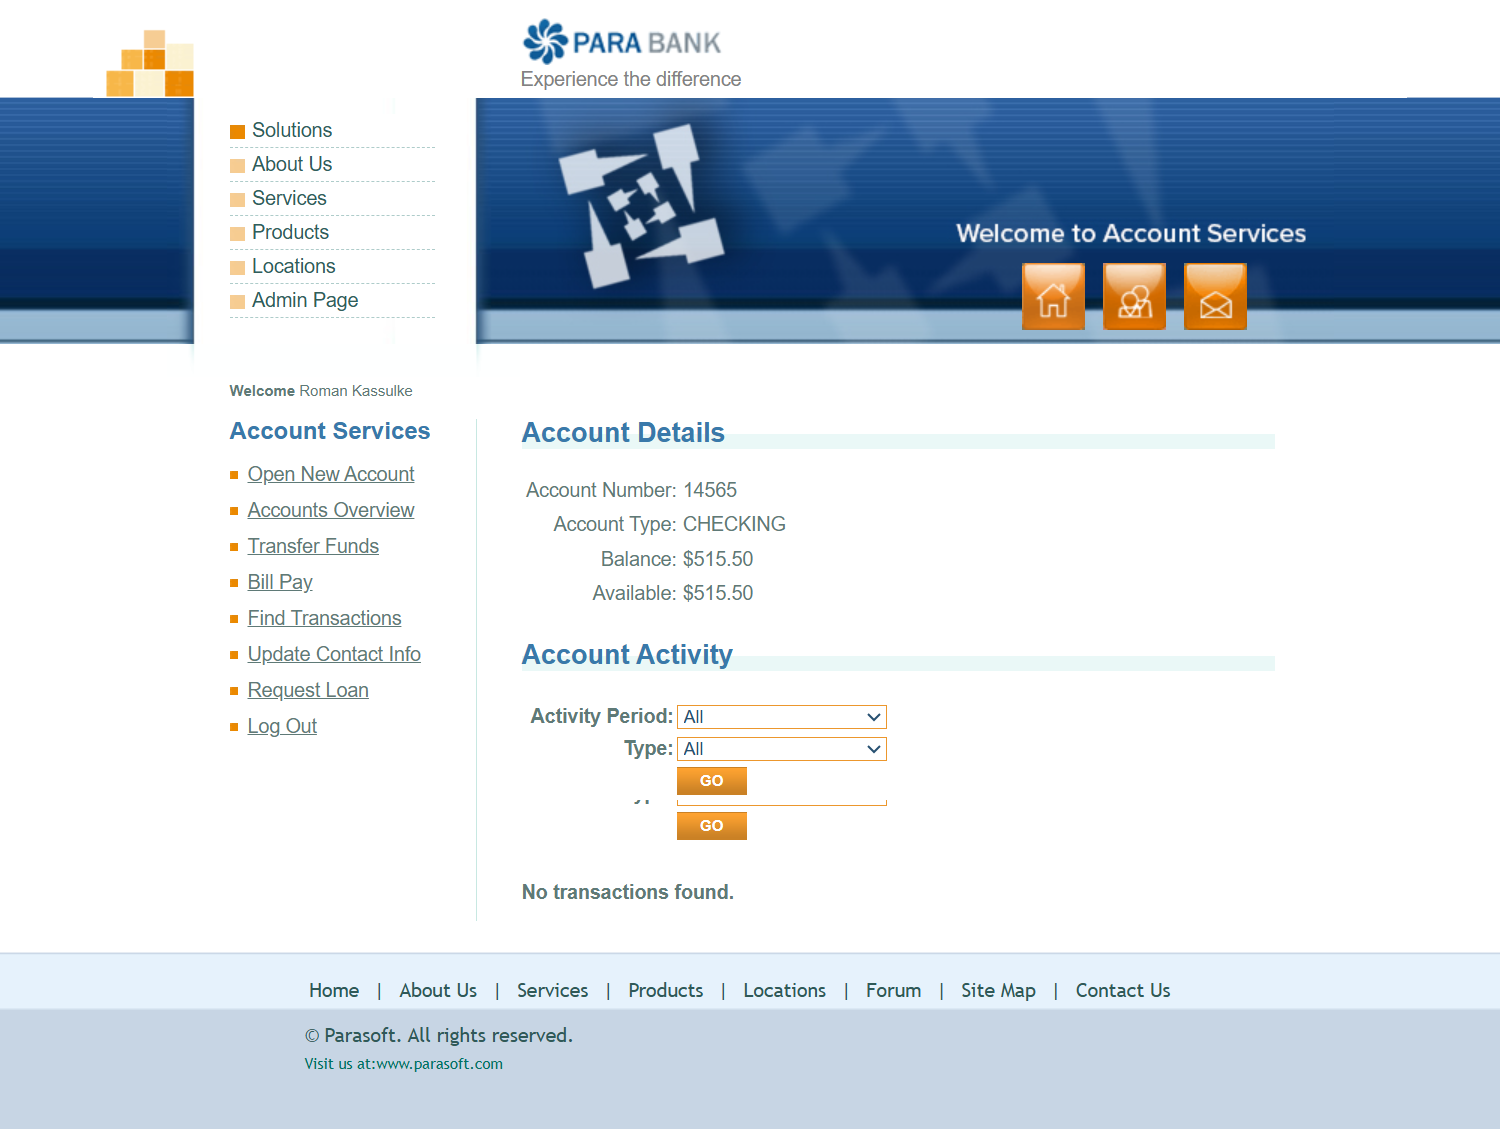 PARA BANK
Experience the difference
Solutions
About Us
Services
Products
Locations
Admin Page
Welcome to Account Services
Welcome Roman Kassulke
Account Services
Open New Account
Accounts Overview
Transfer Funds
Bill Pay
Find Transactions
Update Contact Info
Request Loan
Log Out
Account Details
Account Number: 14565
Account Type: CHECKING
Balance: $515.50
Available: $515.50
Account Activity
Activity Period: All
Type: All
GO
GO
No transactions found.
Home | About Us | Services | Products | Locations | Forum | Site Map | Contact Us
© Parasoft. All rights reserved.
Visit us at:www.parasoft.com